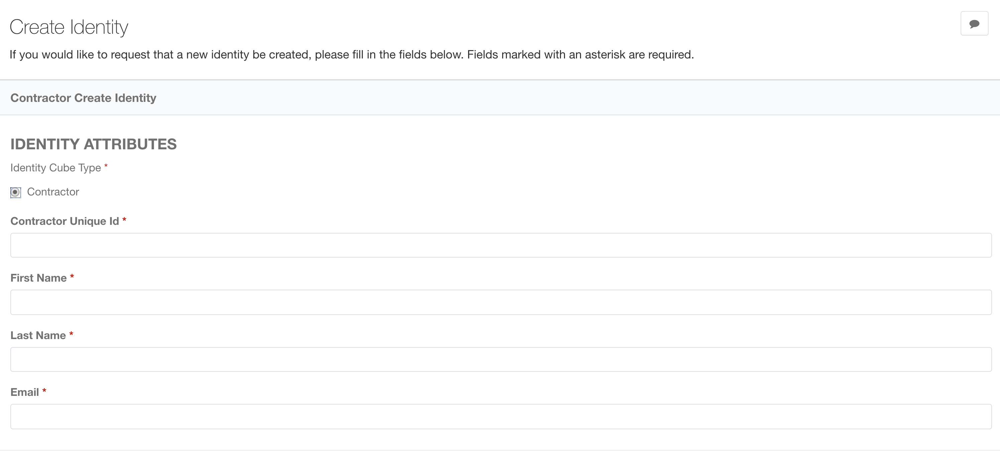 Create Identity
If you would like to request that a new identity be created, please fill in the fields below. Fields marked with an asterisk are required.
Contractor Create Identity
IDENTITY ATTRIBUTES
Identity Cube Type *
Contractor
Contractor Unique Id *
First Name *
Last Name *
Email *